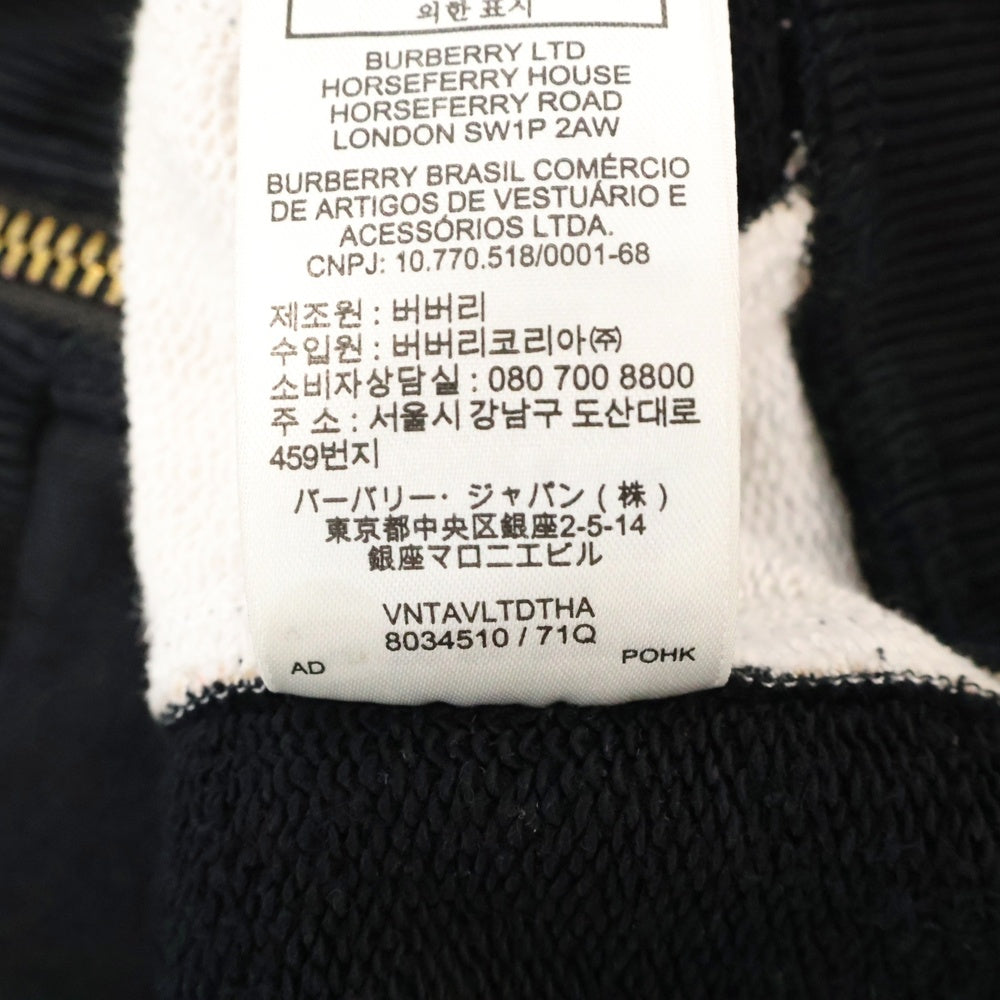 의한 표시
BURBERRY LTD
HORSEFERRY HOUSE
HORSEFERRY ROAD
LONDON SW1P 2AW
BURBERRY BRASIL COMÉRCIO
DE ARTIGOS DE VESTUÁRIO E
ACESSÓRIOS LTDA.
CNPJ: 10.770.518/0001-68
제조원 : 버버리
수입원 : 버버리코리아㈜
소비자상담실 : 080 700 8800
주 소 : 서울시 강남구 도산대로
459번지
バーバリー・ジャパン ( 株 )
東京都中央区銀座2-5-14
銀座マロニエビル
VNTAVLTDTHA
8034510 / 71Q
AD
POHK